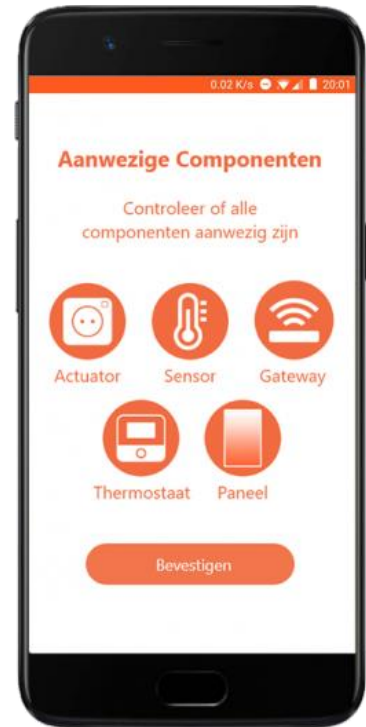 0.02 K/s 20:01
Aanwezige Componenten
Controleer of alle
componenten aanwezig zijn
Actuator Sensor Gateway
Thermostaat Paneel
Bevestigen